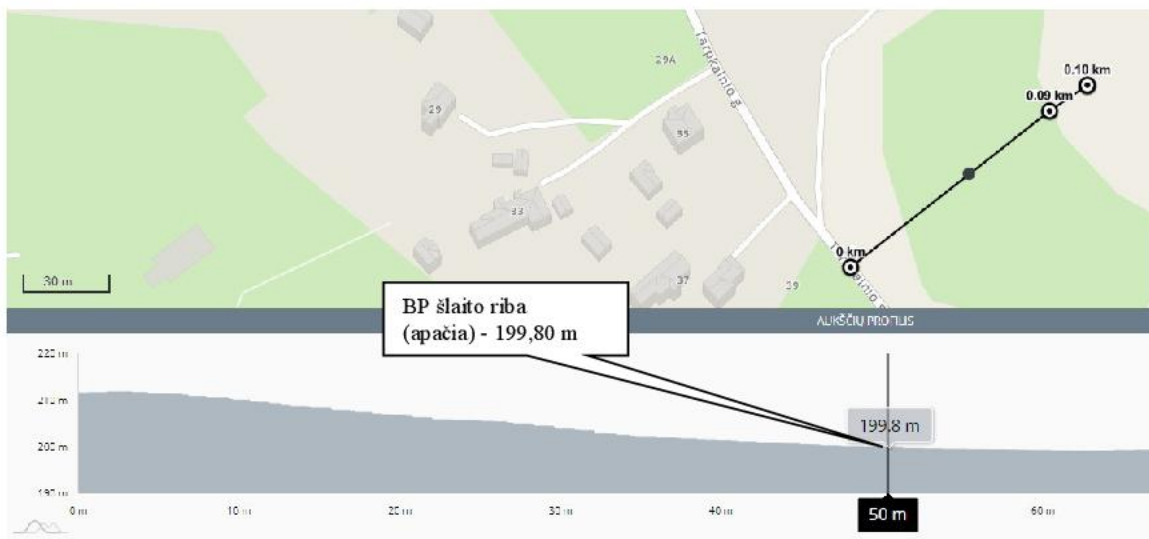 29A
Tarpkalnio g.
0.10 km
0.09 km
29
35
33
0 km
30 m
37
39
BP šlaito riba
(apačia) - 199,80 m
AUKŠČIŲ PROFILIS
220 m
210 m
199.8 m
200 m
190 m
0 m
10 m
20 m
30 m
40 m
50 m
60 m